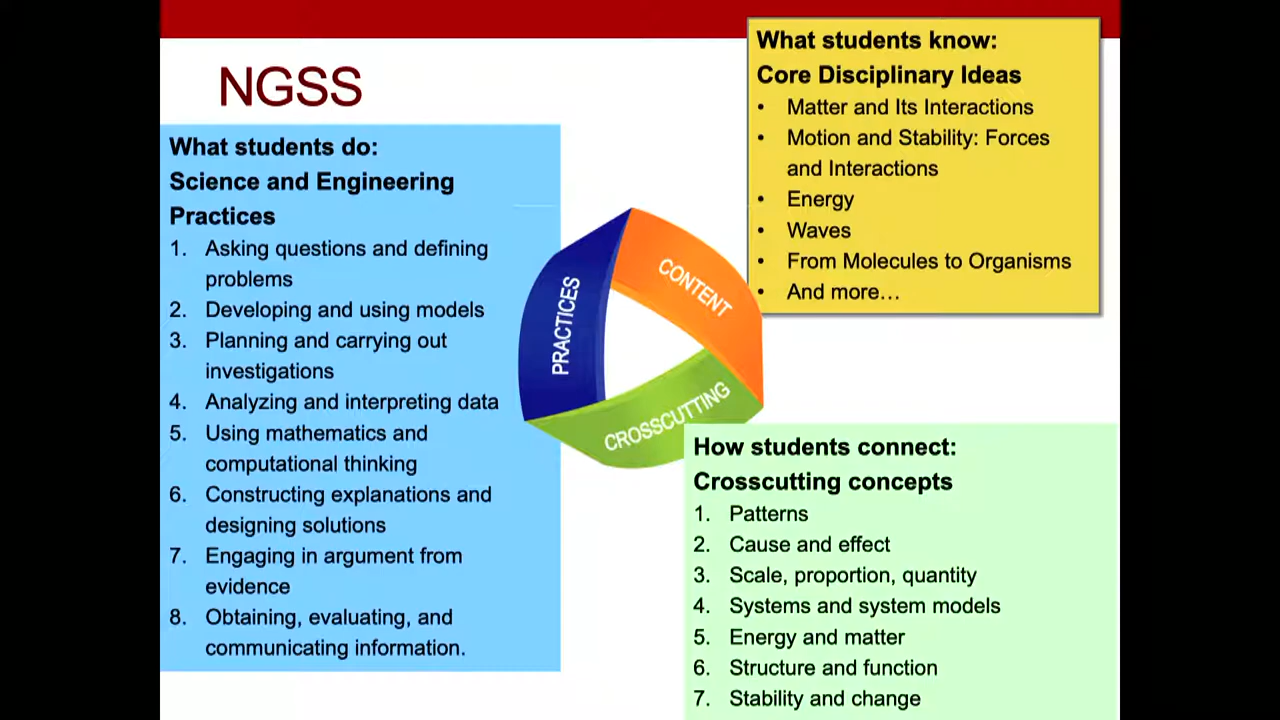 NGSS
What students do:
Science and Engineering
Practices
1. Asking questions and defining
problems
2. Developing and using models
3. Planning and carrying out
investigations
4. Analyzing and interpreting data
5. Using mathematics and
computational thinking
6. Constructing explanations and
designing solutions
7. Engaging in argument from
evidence
8. Obtaining, evaluating, and
communicating information.
PRACTICES
CONTENT
CROSSCUTTING
What students know:
Core Disciplinary Ideas
• Matter and Its Interactions
• Motion and Stability: Forces
and Interactions
• Energy
• Waves
• From Molecules to Organisms
• And more…
How students connect:
Crosscutting concepts
1. Patterns
2. Cause and effect
3. Scale, proportion, quantity
4. Systems and system models
5. Energy and matter
6. Structure and function
7. Stability and change